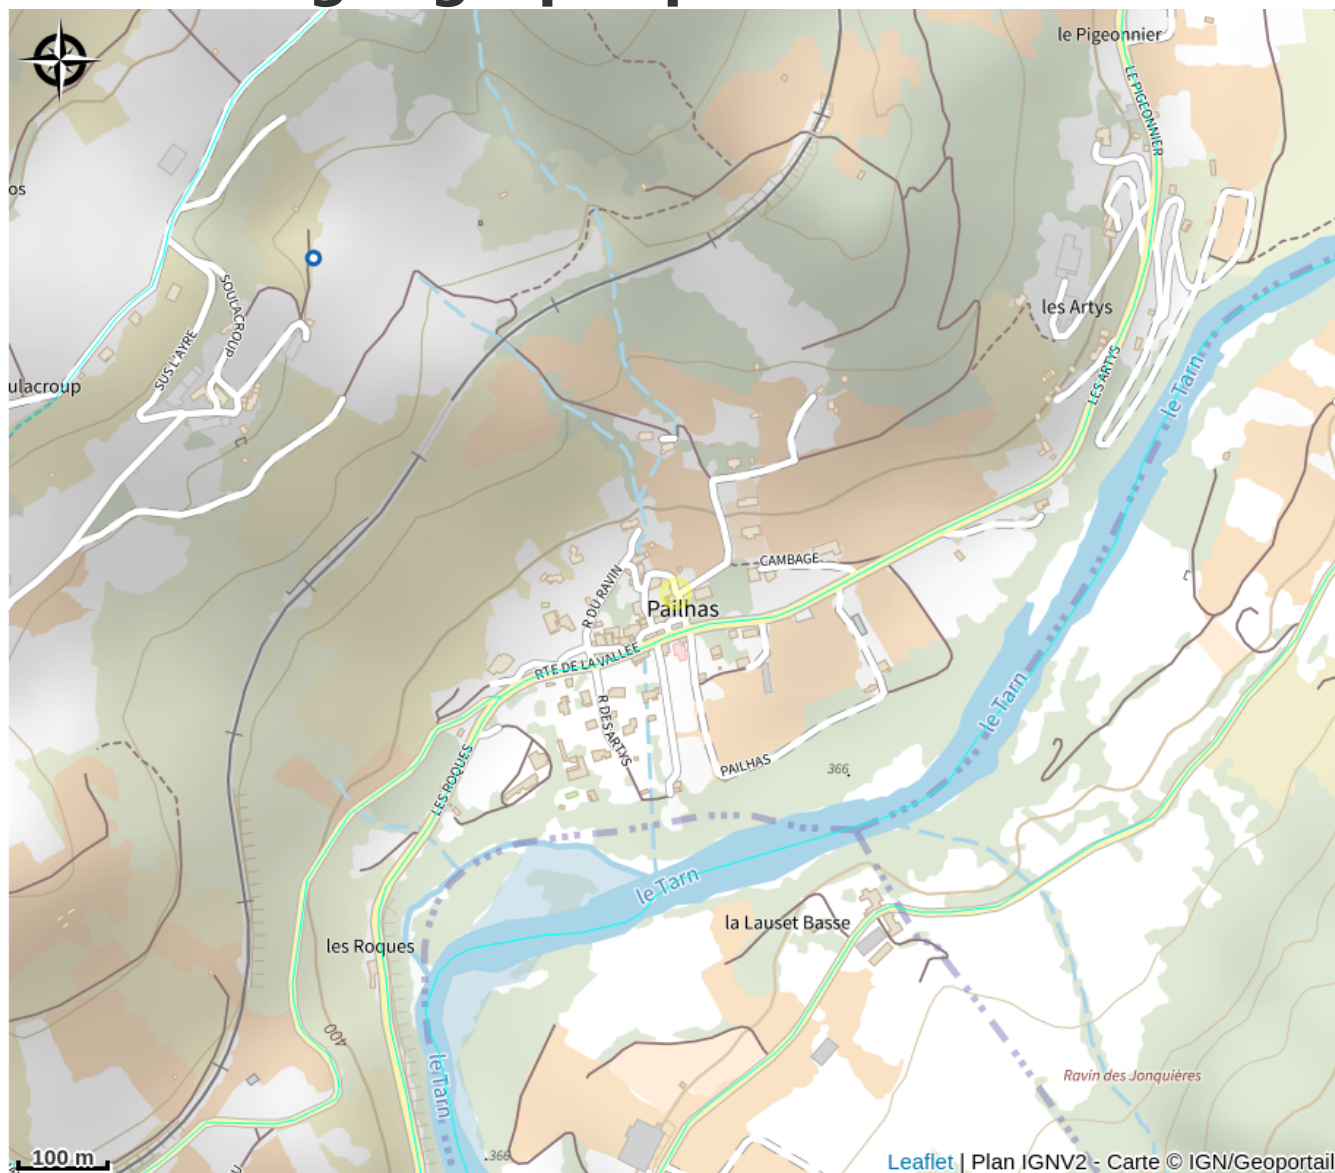 le Pigeonnier
LE PIGEONNIER
os
SOULACROUP
SUS L'AYRE
ulacroup
les Artys
LES ARTYS
le Tarn
CAMBAGE
R DU RAVIN
Pailhas
RTE DE LA VALLEE
R DES ARTYS
le Tarn
PAILHAS
366
LES ROQUES
le Tarn
la Lauset Basse
les Roques
400
le Tarn
Ravin des Jonquières
366
100 m
Leaflet | Plan IGNV2 - Carte © IGN/Geoportail